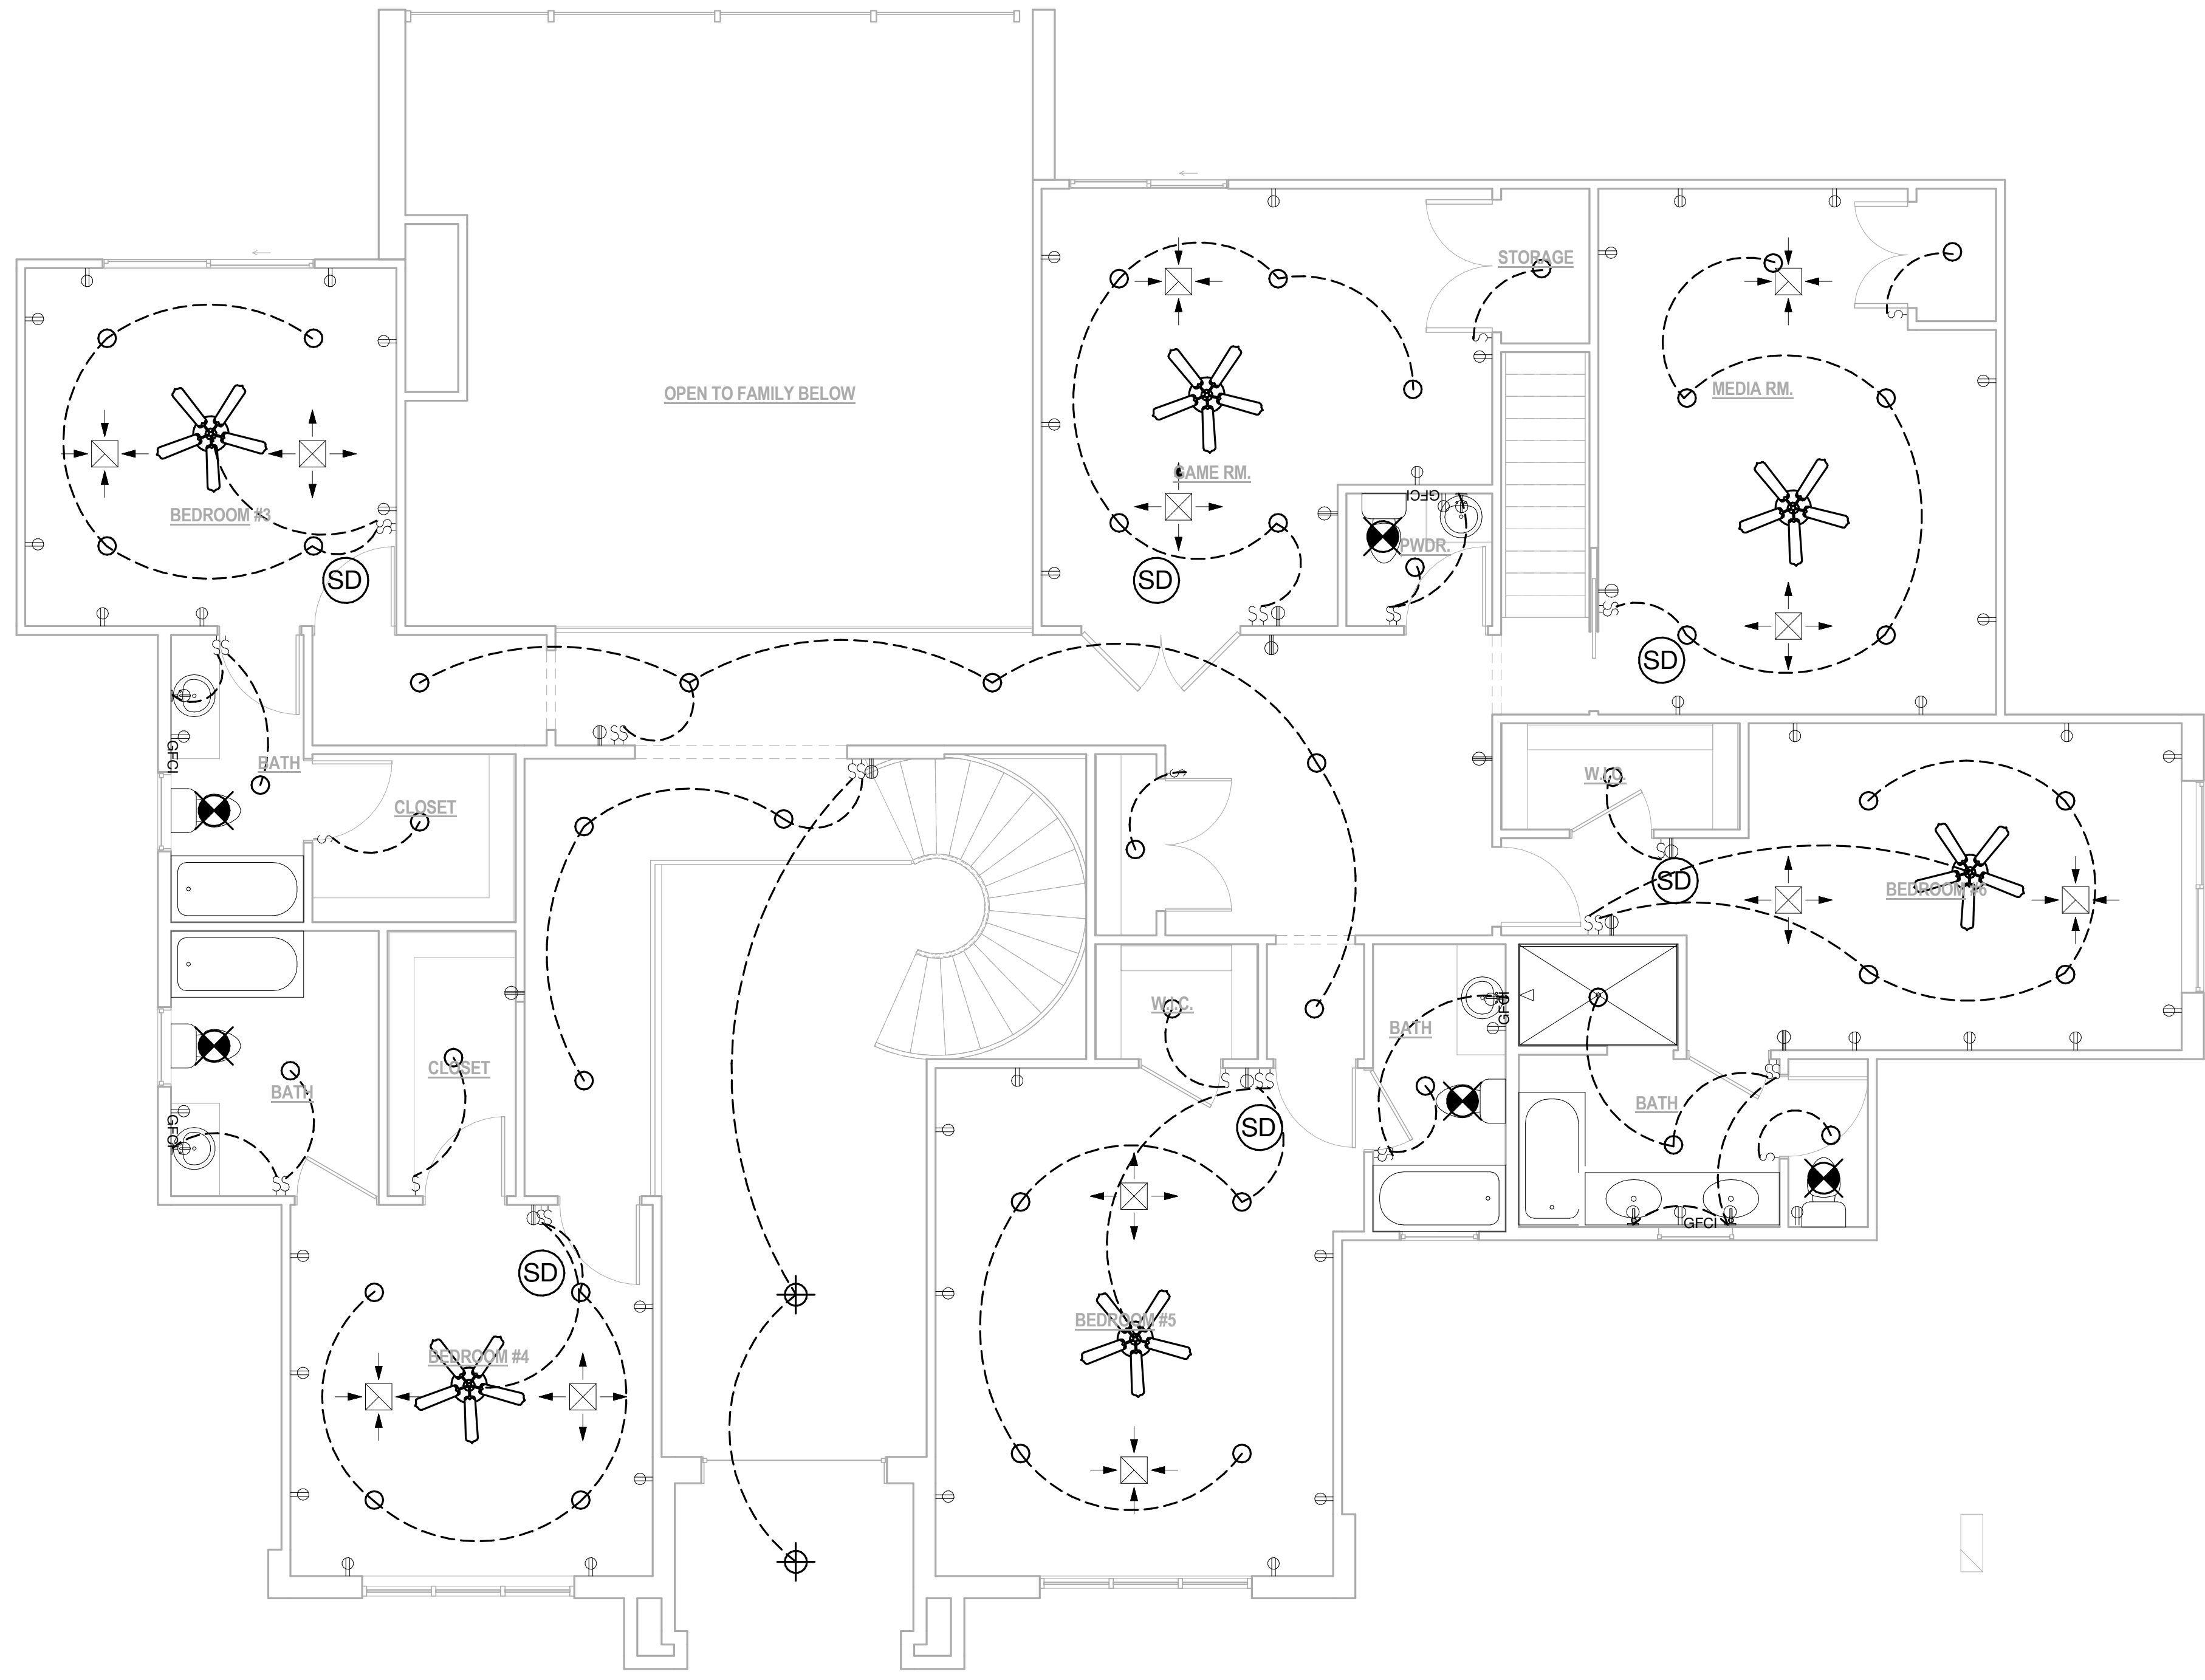 STORAGE
OPEN TO FAMILY BELOW
MEDIA RM.
GAME RM.
GFCI
BEDROOM #3
PWDR.
SD
SD
SD
GFCI
BATH
CLOSET
W.I.C.
SD
BEDROOM #6
W.I.C.
GFCI
BATH
CLOSET
BATH
GFCI
SD
BATH
GFCI
SD
BEDROOM #5
BEDROOM #4